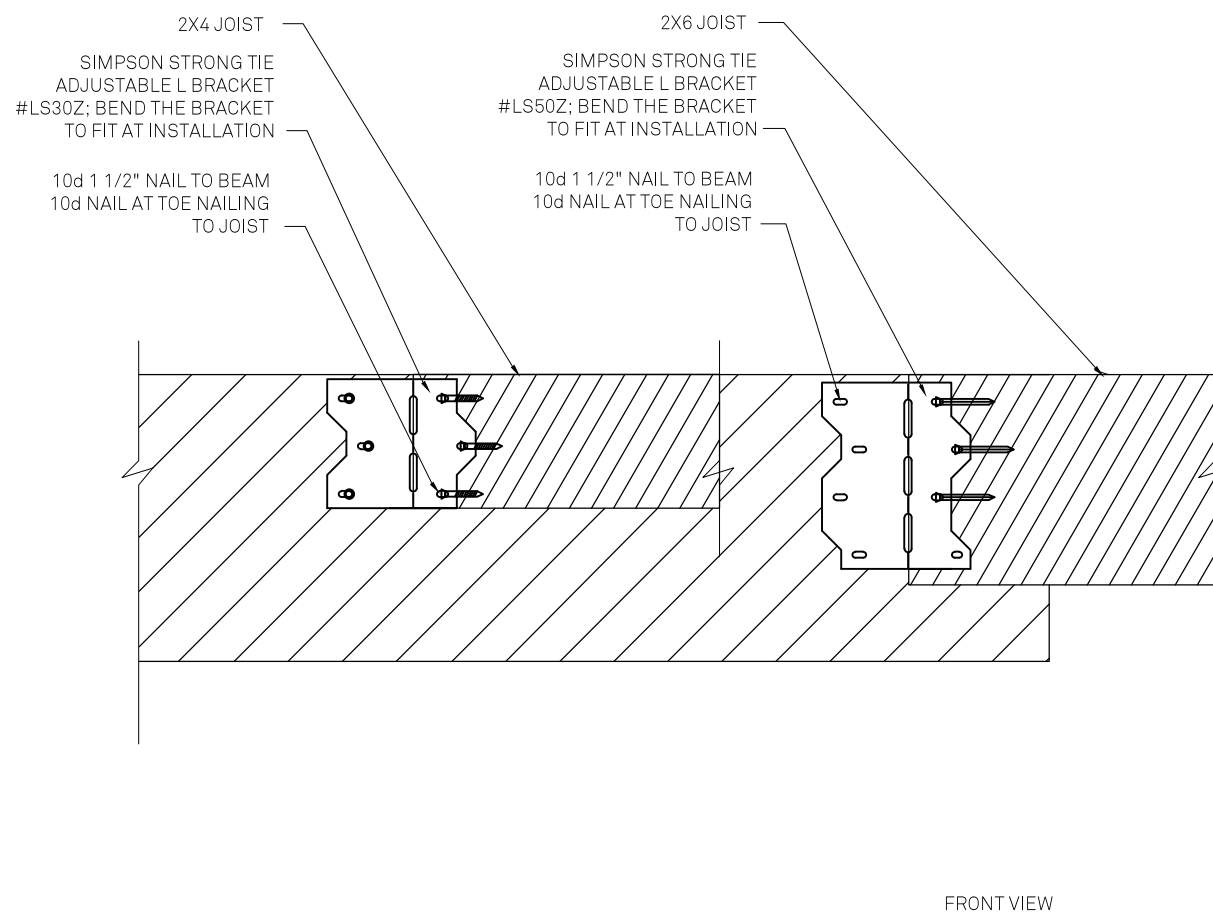 2X4 JOIST
SIMPSON STRONG TIE
ADJUSTABLE L BRACKET
#LS30Z; BEND THE BRACKET
TO FIT AT INSTALLATION
10d 1 1/2" NAIL TO BEAM
10d NAIL AT TOE NAILING
TO JOIST
2X6 JOIST
SIMPSON STRONG TIE
ADJUSTABLE L BRACKET
#LS50Z; BEND THE BRACKET
TO FIT AT INSTALLATION
10d 1 1/2" NAIL TO BEAM
10d NAIL AT TOE NAILING
TO JOIST
FRONT VIEW